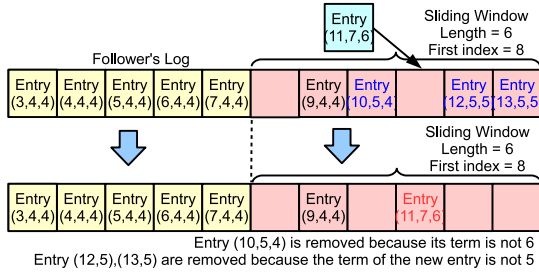 Entry
(11,7,6)
Sliding Window
Length = 6
First index = 8
Follower's Log
Entry
(3,4,4)
Entry
(4,4,4)
Entry
(5,4,4)
Entry
(6,4,4)
Entry
(7,4,4)
Entry
(9,4,4)
Entry
(10,5,4)
Entry
(12,5,5)
Entry
(13,5,5)
Sliding Window
Length = 6
First index = 8
Entry
(3,4,4)
Entry
(4,4,4)
Entry
(5,4,4)
Entry
(6,4,4)
Entry
(7,4,4)
Entry
(9,4,4)
Entry
(11,7,6)
Entry (10,5,4) is removed because its term is not 6
Entry (12,5),(13,5) are removed because the term of the new entry is not 5